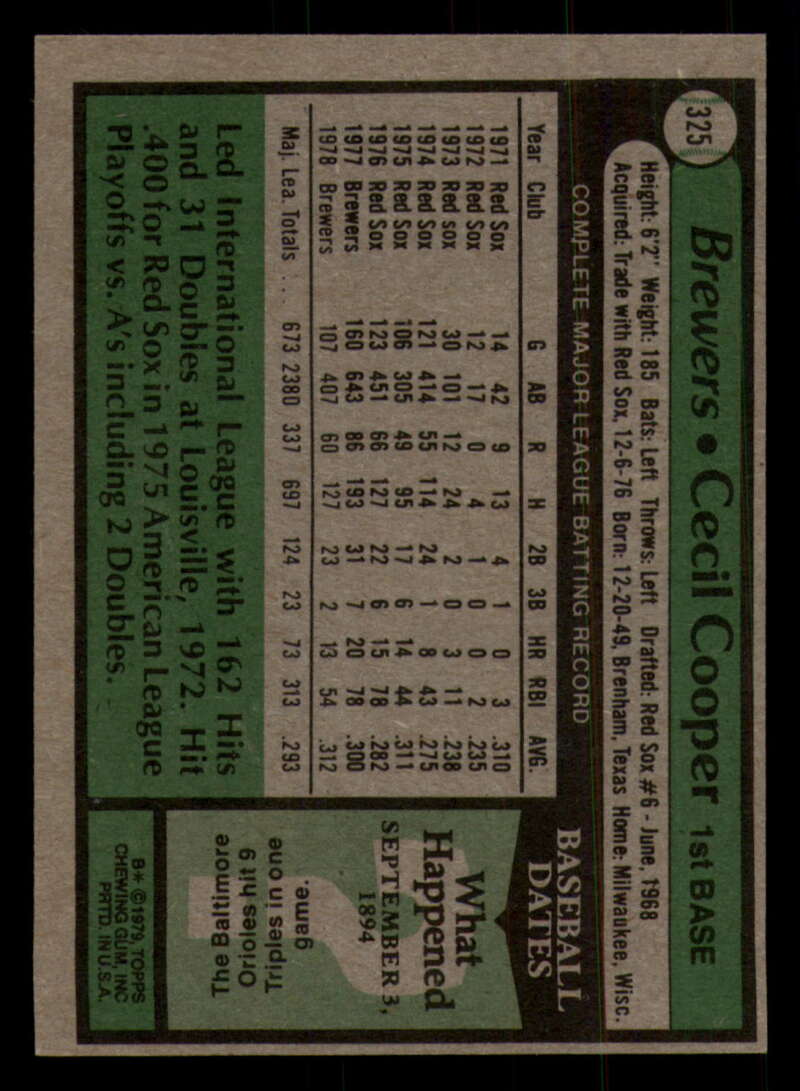 325
Brewers • Cecil Cooper 1st BASE
Height: 6'2" Weight: 185 Bats: Left Throws: Left Drafted: Red Sox #6 - June, 1968
Acquired: Trade with Red Sox, 12-6-76 Born: 12-20-49, Brenham, Texas Home: Milwaukee, Wisc.
COMPLETE MAJOR LEAGUE BATTING RECORD
Year Club G AB R H 2B 3B HR RBI AVG.
1971 Red Sox 14 42 9 13 4 1 0 3 .310
1972 Red Sox 12 17 0 4 1 0 0 2 .235
1973 Red sox 30 101 12 24 2 0 3 11 .238
1974 Red Sox 121 414 55 114 24 1 8 43 .275
1975 Red Sox 106 305 49 95 17 6 14 44 .311
1976 Red Sox 123 451 66 127 22 6 15 78 .282
1977 Brewers 160 643 86 193 31 7 20 78 .300
1978 Brewers 107 407 60 127 23 2 13 54 .312
Maj. Lea. Totals ... 673 2380 337 697 124 23 73 313 .293
Led International League with 162 Hits
and 31 Doubles at Louisville, 1972. Hit
.400 for Red Sox in 1975 American League
Playoffs vs. A's including 2 Doubles.
BASEBALL
DATES
What
Happened
SEPTEMBER 3,
1894
The Baltimore
Orioles hit 9
Triples in one
game.
B* ©1979, TOPPS
CHEWING GUM, INC
PRTD. IN U.S.A.